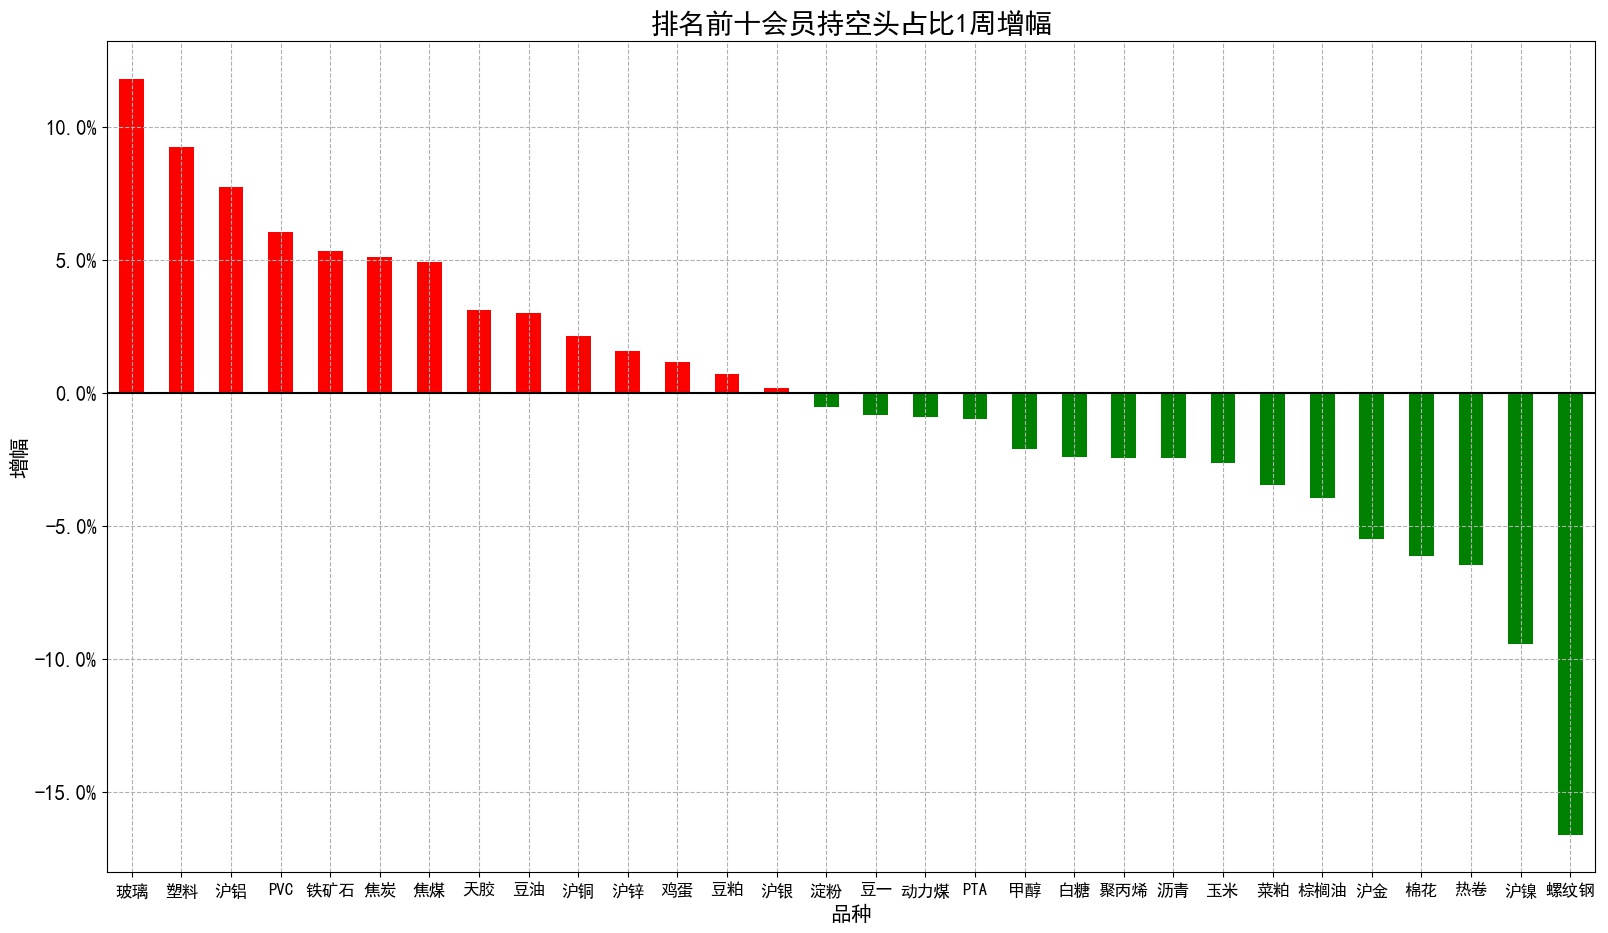 排名前十会员持空头占比1周增幅
10.0%
5.0%
0.0%
-5.0%
-10.0%
-15.0%
增幅
玻璃 塑料 沪铝 PVC 铁矿石 焦炭 焦煤 天胶 豆油 沪铜 沪锌 鸡蛋 豆粕 沪银 淀粉 豆一 动力煤 PTA 甲醇 白糖 聚丙烯 沥青 玉米 菜粕 棕榈油 沪金 棉花 热卷 沪镍 螺纹钢
品种